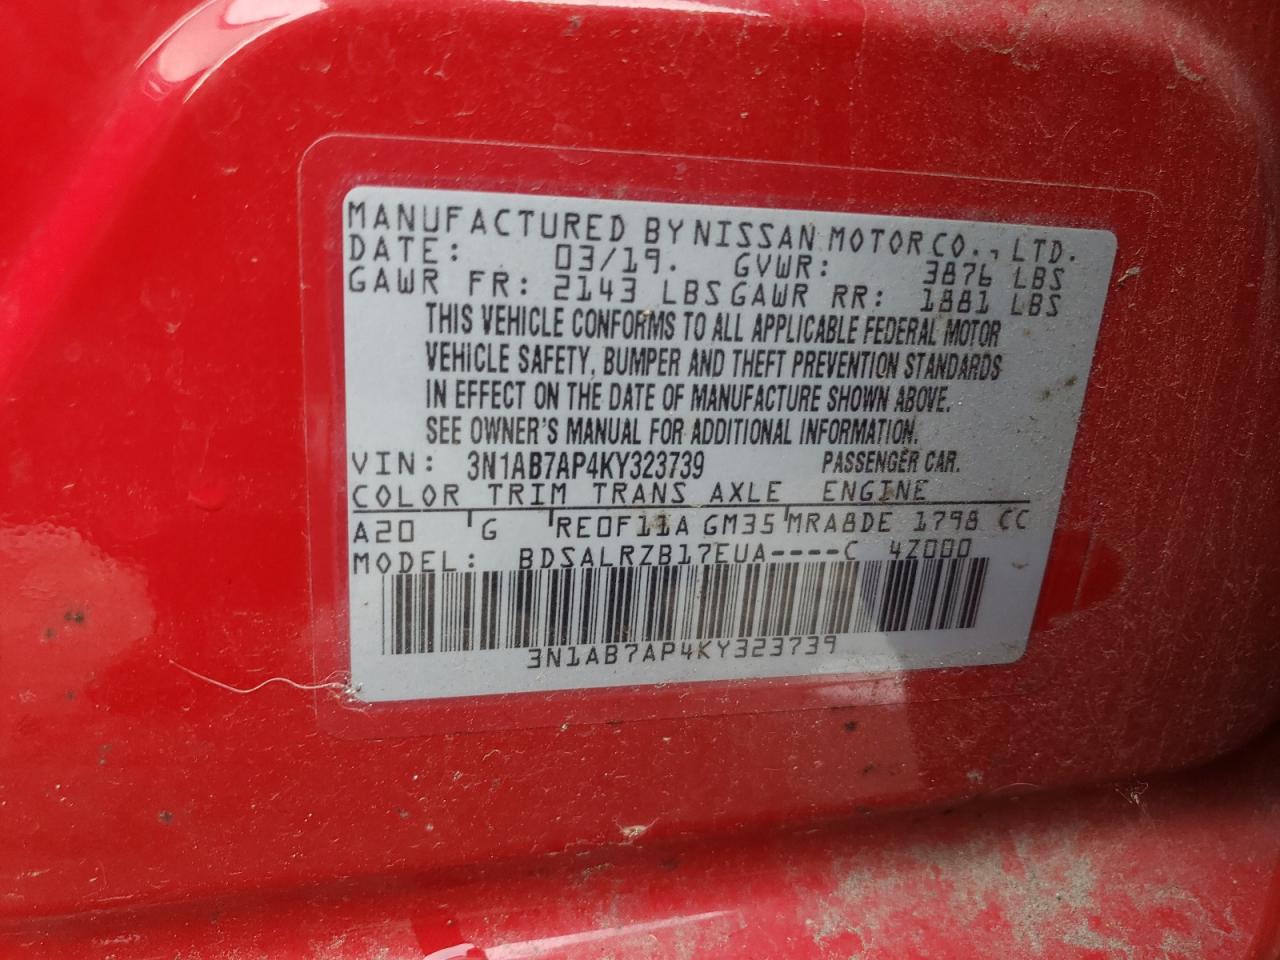 MANUFACTURED BY NISSAN MOTOR CO., LTD.
DATE: 03/19. GVWR: 3876 LBS
GAWR FR: 2143 LBS GAWR RR: 1881 LBS
THIS VEHICLE CONFORMS TO ALL APPLICABLE FEDERAL MOTOR
VEHICLE SAFETY, BUMPER AND THEFT PREVENTION STANDARDS
IN EFFECT ON THE DATE OF MANUFACTURE SHOWN ABOVE.
SEE OWNER'S MANUAL FOR ADDITIONAL INFORMATION.
VIN: 3N1AB7AP4KY323739 PASSENGER CAR.
COLOR TRIM TRANS AXLE ENGINE
A20 G RE0F11A GM35 MRA8DE 1798 CC
MODEL: BDSALRZB17EUA----C 4Z000
3N1AB7AP4KY323739